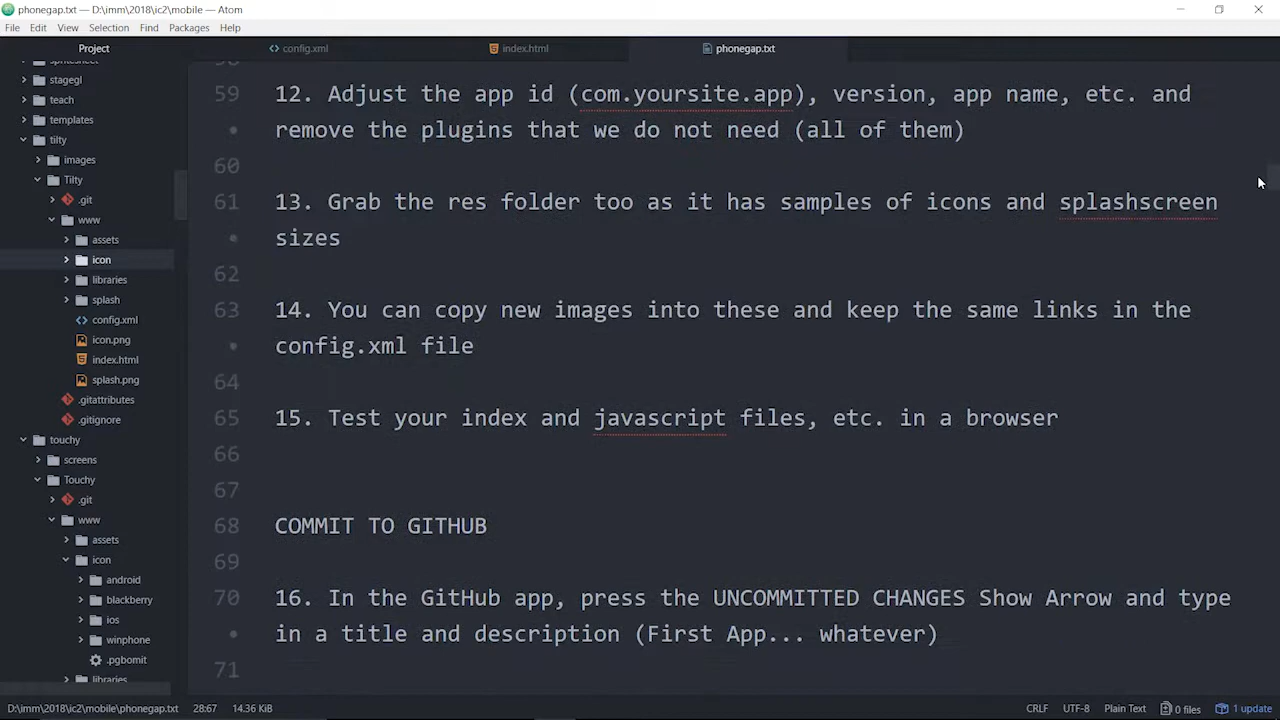 phonegap.txt — D:\imm\2018\ic2\mobile — Atom
File Edit View Selection Find Packages Help
Project
config.xml
index.html
phonegap.txt
spritesheet
stagegl
teach
templates
tilty
images
Tilty
.git
www
assets
icon
libraries
splash
config.xml
icon.png
index.html
splash.png
.gitattributes
.gitignore
touchy
screens
Touchy
.git
www
assets
icon
android
blackberry
ios
winphone
.pgbomit
libraries
58
59 12. Adjust the app id (com.yoursite.app), version, app name, etc. and
remove the plugins that we do not need (all of them)
60
61 13. Grab the res folder too as it has samples of icons and splashscreen
sizes
62
63 14. You can copy new images into these and keep the same links in the
config.xml file
64
65 15. Test your index and javascript files, etc. in a browser
66
67
68 COMMIT TO GITHUB
69
70 16. In the GitHub app, press the UNCOMMITTED CHANGES Show Arrow and type
in a title and description (First App... whatever)
71
D:\imm\2018\ic2\mobile\phonegap.txt 28:67 14.36 KiB CRLF UTF-8 Plain Text 0 files 1 update